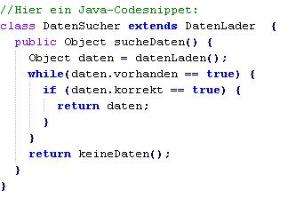 //Hier ein Java-Codesnippet:
class DatenSucher extends DatenLader {
public Object sucheDaten() {
Object daten = datenLaden();
while(daten.vorhanden == true) {
if (daten.korrekt == true) {
return daten;
}
}
return keineDaten();
}
}